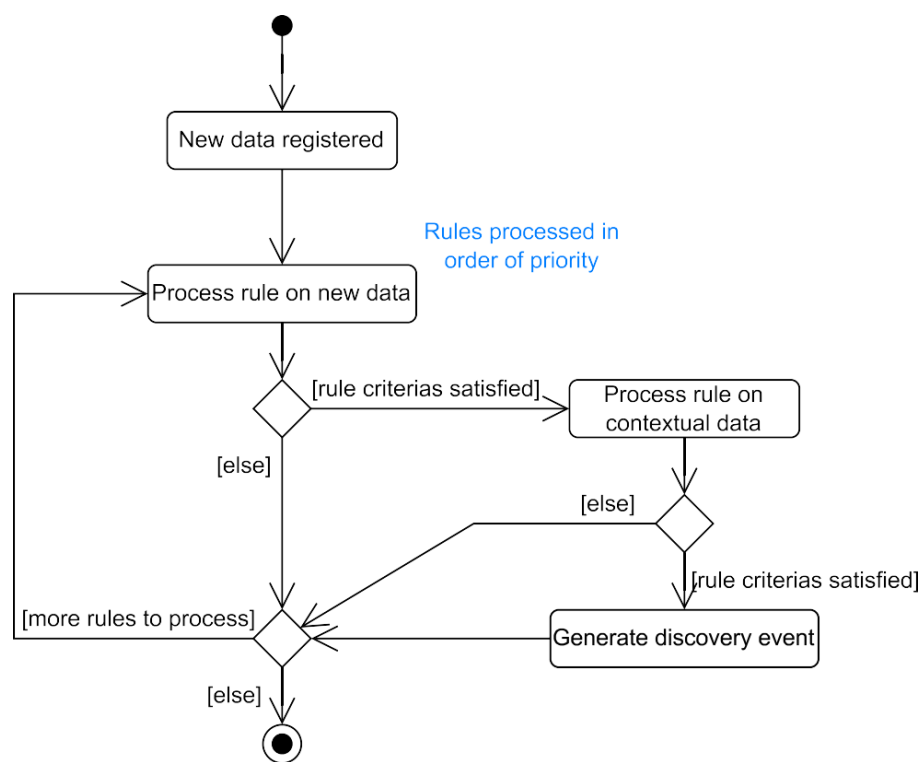 New data registered
Rules processed in
order of priority
Process rule on new data
[rule criterias satisfied]
Process rule on
contextual data
[else]
[else]
[rule criterias satisfied]
[more rules to process]
Generate discovery event
[else]